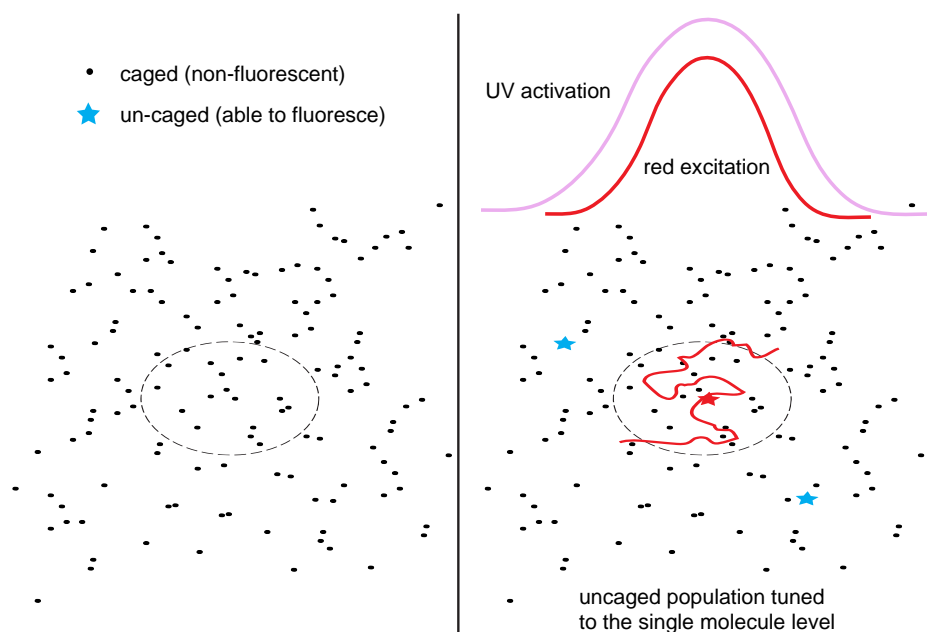 caged (non-fluorescent)
un-caged (able to fluoresce)
UV activation
red excitation
uncaged population tuned
to the single molecule level